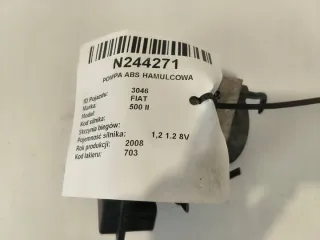 N244271
POMPA ABS HAMULCOWA
ID Pojazdu: 3046
Marka: FIAT
Model: 500 II
Kod silnika:
Skrzynia biegów:
Pojemność silnika: 1,2 1.2 8V
Rok produkcji: 2008
Kod lakieru: 703